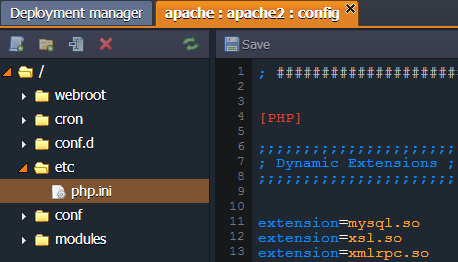 Deployment manager
apache : apache2 : config
Save
/
webroot
cron
conf.d
etc
php.ini
conf
modules
1 ; ######################
2
3
4 [PHP]
5
6 ;;;;;;;;;;;;;;;;;;;;;;
7 ; Dynamic Extensions ;
8 ;;;;;;;;;;;;;;;;;;;;;;
9
10
11 extension=mysql.so
12 extension=xsl.so
13 extension=xmlrpc.so